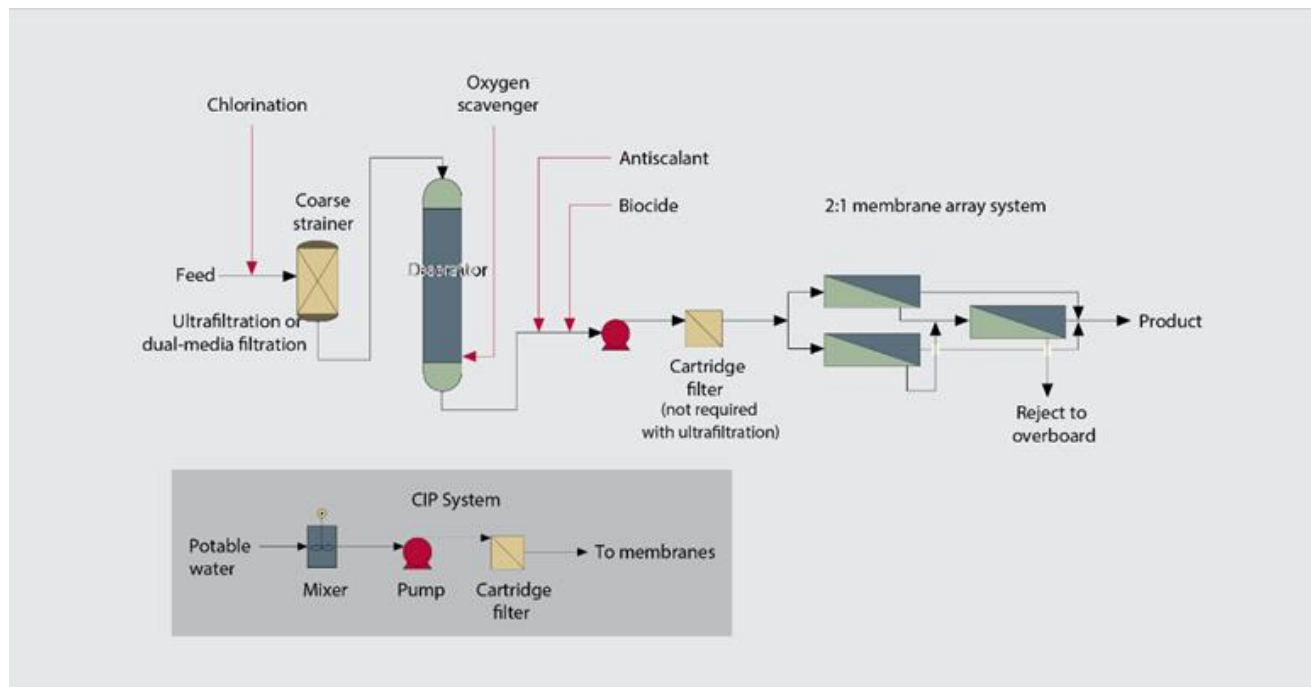 Chlorination
Oxygen
scavenger
Antiscalant
Biocide
Coarse
strainer
2:1 membrane array system
Deaerator
Feed
Ultrafiltration or
dual-media filtration
Product
Cartridge
filter
(not required
with ultrafiltration)
Reject to
overboard
CIP System
Potable
water
Mixer
Pump
Cartridge
filter
To membranes